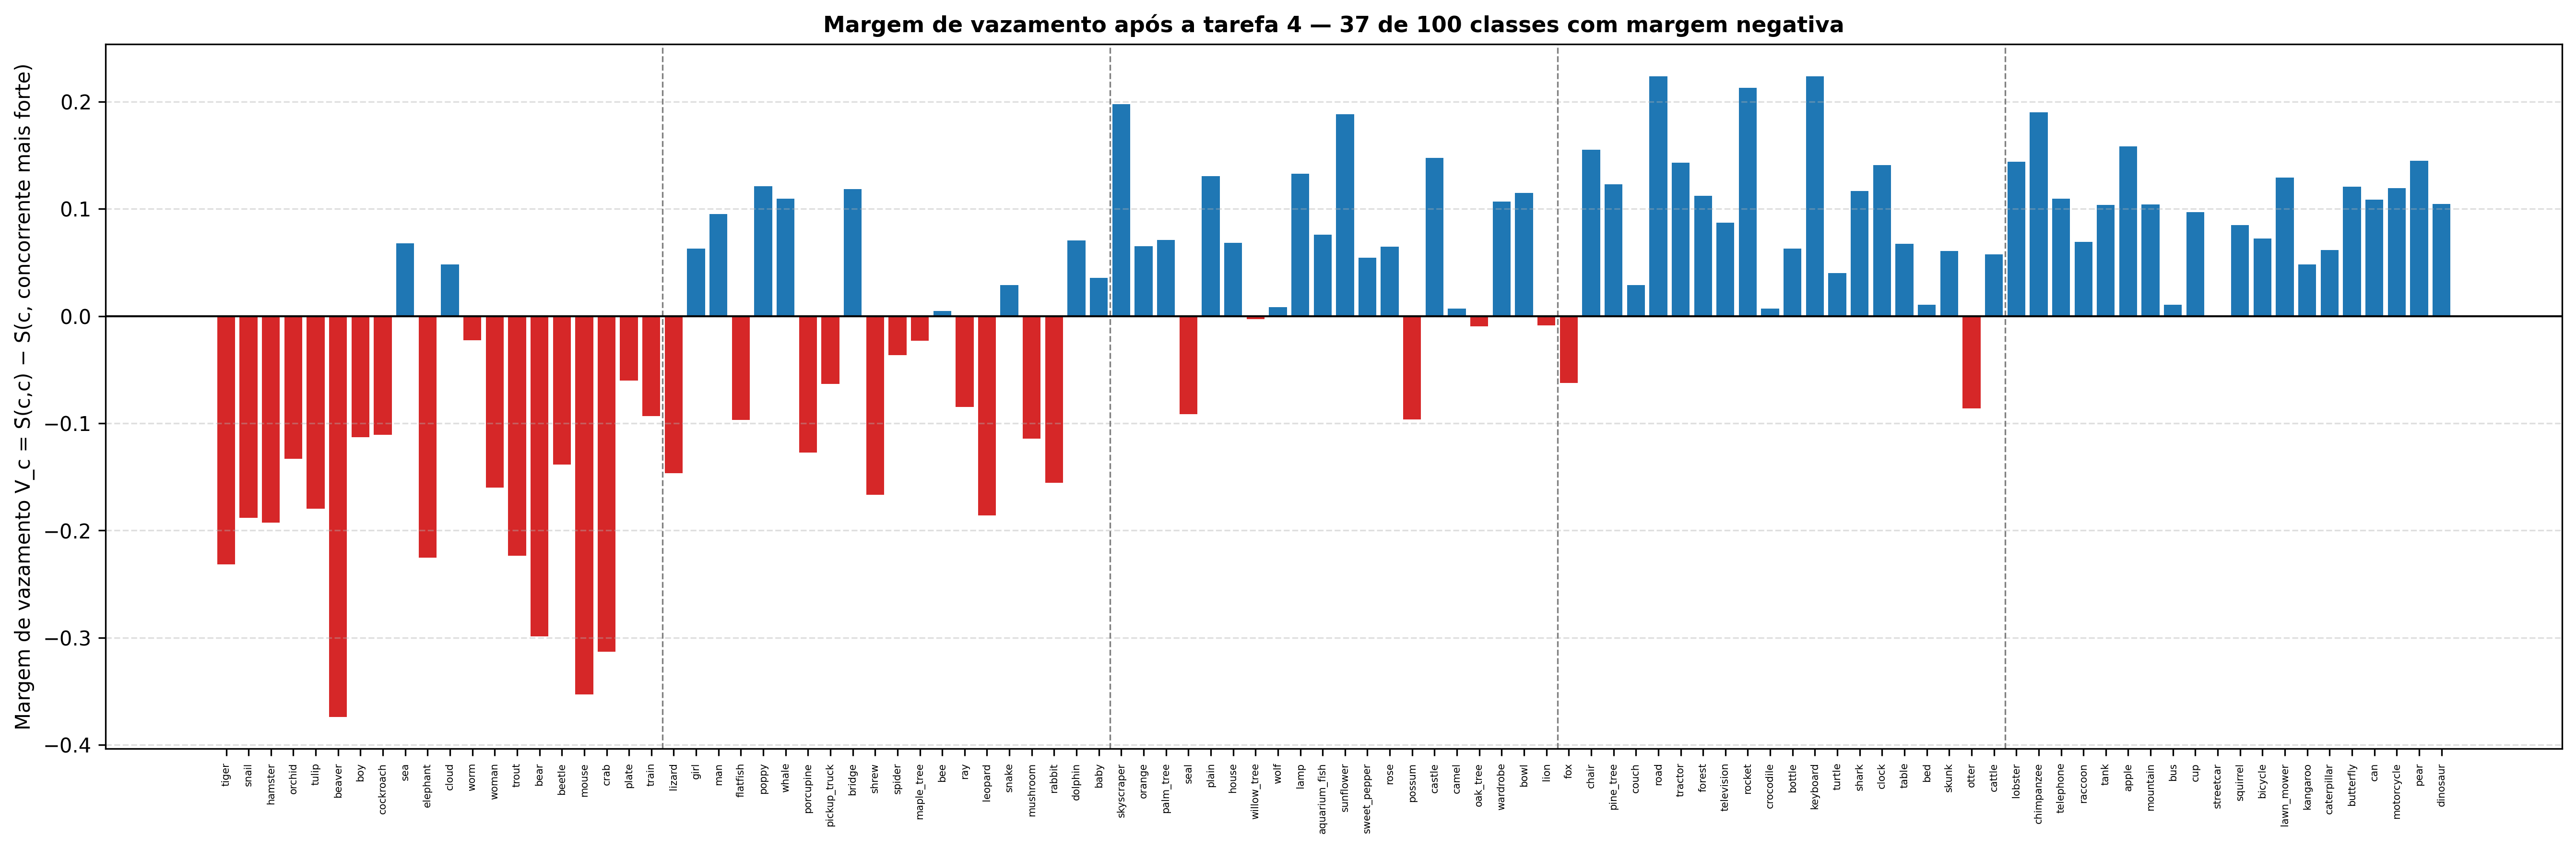 Margem de vazamento após a tarefa 4 — 37 de 100 classes com margem negativa
Margem de vazamento V_c = S(c,c) − S(c, concorrente mais forte)
0.2
0.1
0.0
−0.1
−0.2
−0.3
−0.4
tiger
snail
hamster
orchid
tulip
beaver
boy
cockroach
sea
elephant
cloud
worm
woman
trout
bear
beetle
mouse
crab
plate
train
lizard
girl
man
flatfish
poppy
whale
porcupine
pickup_truck
bridge
shrew
spider
maple_tree
bee
ray
leopard
snake
mushroom
rabbit
dolphin
baby
skyscraper
orange
palm_tree
seal
plain
house
willow_tree
wolf
lamp
aquarium_fish
sunflower
sweet_pepper
rose
possum
castle
camel
oak_tree
wardrobe
bowl
lion
fox
chair
pine_tree
couch
road
tractor
forest
television
rocket
crocodile
bottle
keyboard
turtle
shark
clock
table
bed
skunk
otter
cattle
lobster
chimpanzee
telephone
raccoon
tank
apple
mountain
bus
cup
streetcar
squirrel
bicycle
lawn_mower
kangaroo
caterpillar
butterfly
can
motorcycle
pear
dinosaur